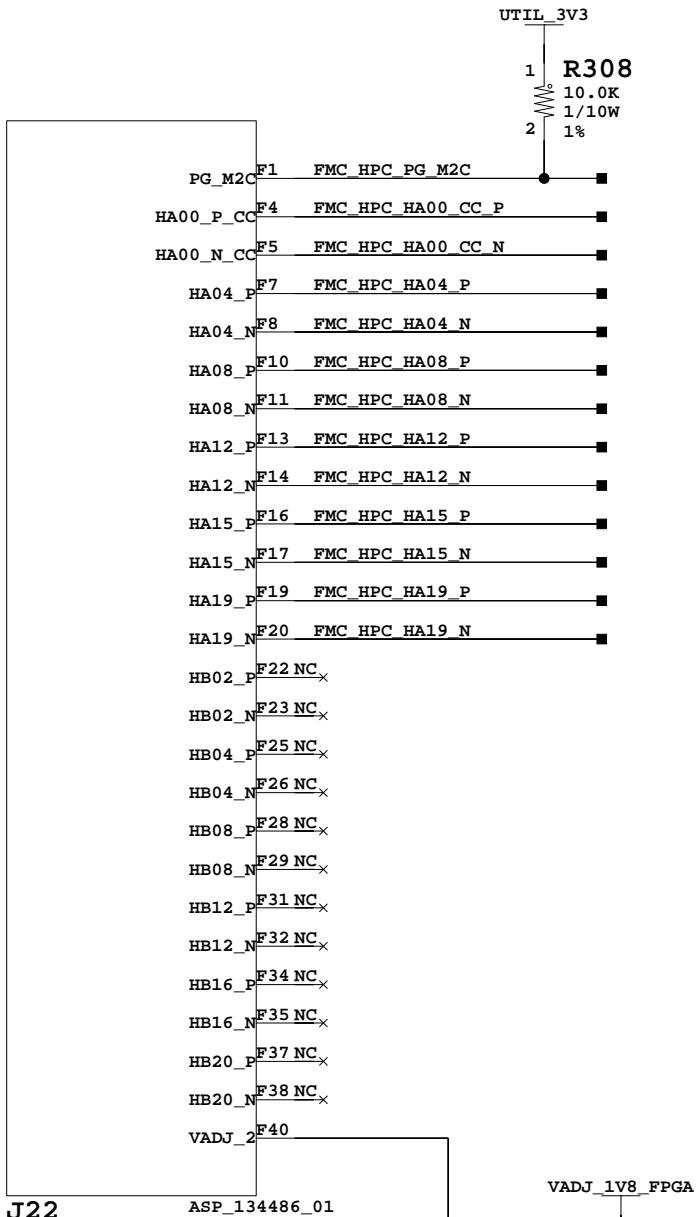 UTIL_3V3
1 R308
10.0K
1/10W
2 1%
PG_M2C F1 FMC_HPC_PG_M2C
HA00_P_CC F4 FMC_HPC_HA00_CC_P
HA00_N_CC F5 FMC_HPC_HA00_CC_N
HA04_P F7 FMC_HPC_HA04_P
HA04_N F8 FMC_HPC_HA04_N
HA08_P F10 FMC_HPC_HA08_P
HA08_N F11 FMC_HPC_HA08_N
HA12_P F13 FMC_HPC_HA12_P
HA12_N F14 FMC_HPC_HA12_N
HA15_P F16 FMC_HPC_HA15_P
HA15_N F17 FMC_HPC_HA15_N
HA19_P F19 FMC_HPC_HA19_P
HA19_N F20 FMC_HPC_HA19_N
HB02_P F22 NC
HB02_N F23 NC
HB04_P F25 NC
HB04_N F26 NC
HB08_P F28 NC
HB08_N F29 NC
HB12_P F31 NC
HB12_N F32 NC
HB16_P F34 NC
HB16_N F35 NC
HB20_P F37 NC
HB20_N F38 NC
VADJ_2 F40
VADJ_1V8_FPGA
J22 ASP_134486_01